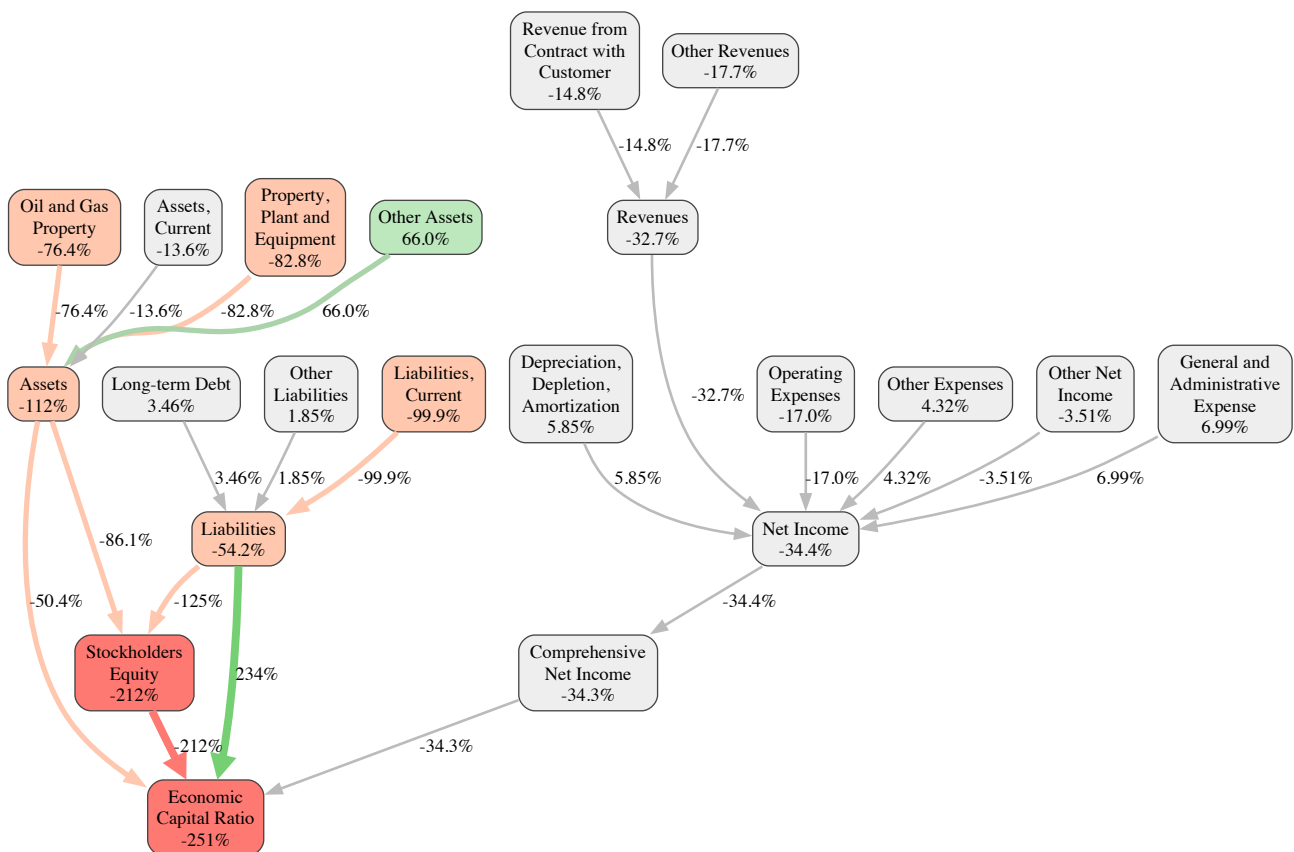 Revenue from
Contract with
Customer
-14.8%
Other Revenues
-17.7%
-14.8%
-17.7%
Oil and Gas
Property
-76.4%
Assets,
Current
-13.6%
Property,
Plant and
Equipment
-82.8%
Other Assets
66.0%
Revenues
-32.7%
-76.4%
-13.6%
-82.8%
66.0%
Assets
-112%
Long-term Debt
3.46%
Other
Liabilities
1.85%
Liabilities,
Current
-99.9%
Depreciation,
Depletion,
Amortization
5.85%
-32.7%
Operating
Expenses
-17.0%
Other Expenses
4.32%
Other Net
Income
-3.51%
General and
Administrative
Expense
6.99%
3.46%
1.85%
-99.9%
5.85%
-17.0%
4.32%
-3.51%
6.99%
Liabilities
-54.2%
Net Income
-34.4%
-86.1%
-50.4%
-125%
-34.4%
Stockholders
Equity
-212%
234%
Comprehensive
Net Income
-34.3%
-212%
-34.3%
Economic
Capital Ratio
-251%